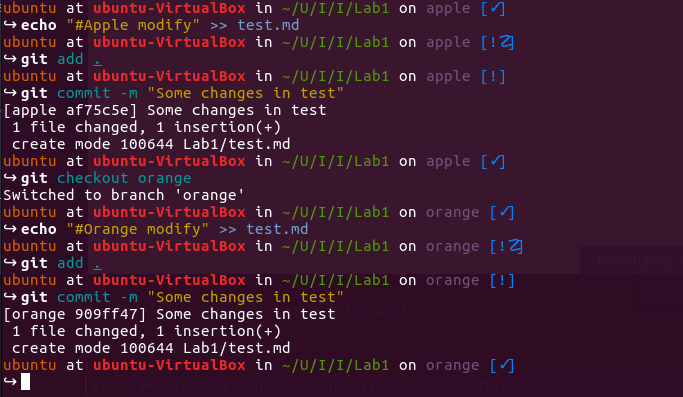 ubuntu at ubuntu-VirtualBox in ~/U/I/I/Lab1 on apple [✓]
↪ echo "#Apple modify" >> test.md
ubuntu at ubuntu-VirtualBox in ~/U/I/I/Lab1 on apple [!☡]
↪ git add .
ubuntu at ubuntu-VirtualBox in ~/U/I/I/Lab1 on apple [!]
↪ git commit -m "Some changes in test"
[apple af75c5e] Some changes in test
 1 file changed, 1 insertion(+)
 create mode 100644 Lab1/test.md
ubuntu at ubuntu-VirtualBox in ~/U/I/I/Lab1 on apple [✓]
↪ git checkout orange
Switched to branch 'orange'
ubuntu at ubuntu-VirtualBox in ~/U/I/I/Lab1 on orange [✓]
↪ echo "#Orange modify" >> test.md
ubuntu at ubuntu-VirtualBox in ~/U/I/I/Lab1 on orange [!☡]
↪ git add .
ubuntu at ubuntu-VirtualBox in ~/U/I/I/Lab1 on orange [!]
↪ git commit -m "Some changes in test"
[orange 909ff47] Some changes in test
 1 file changed, 1 insertion(+)
 create mode 100644 Lab1/test.md
ubuntu at ubuntu-VirtualBox in ~/U/I/I/Lab1 on orange [✓]
↪